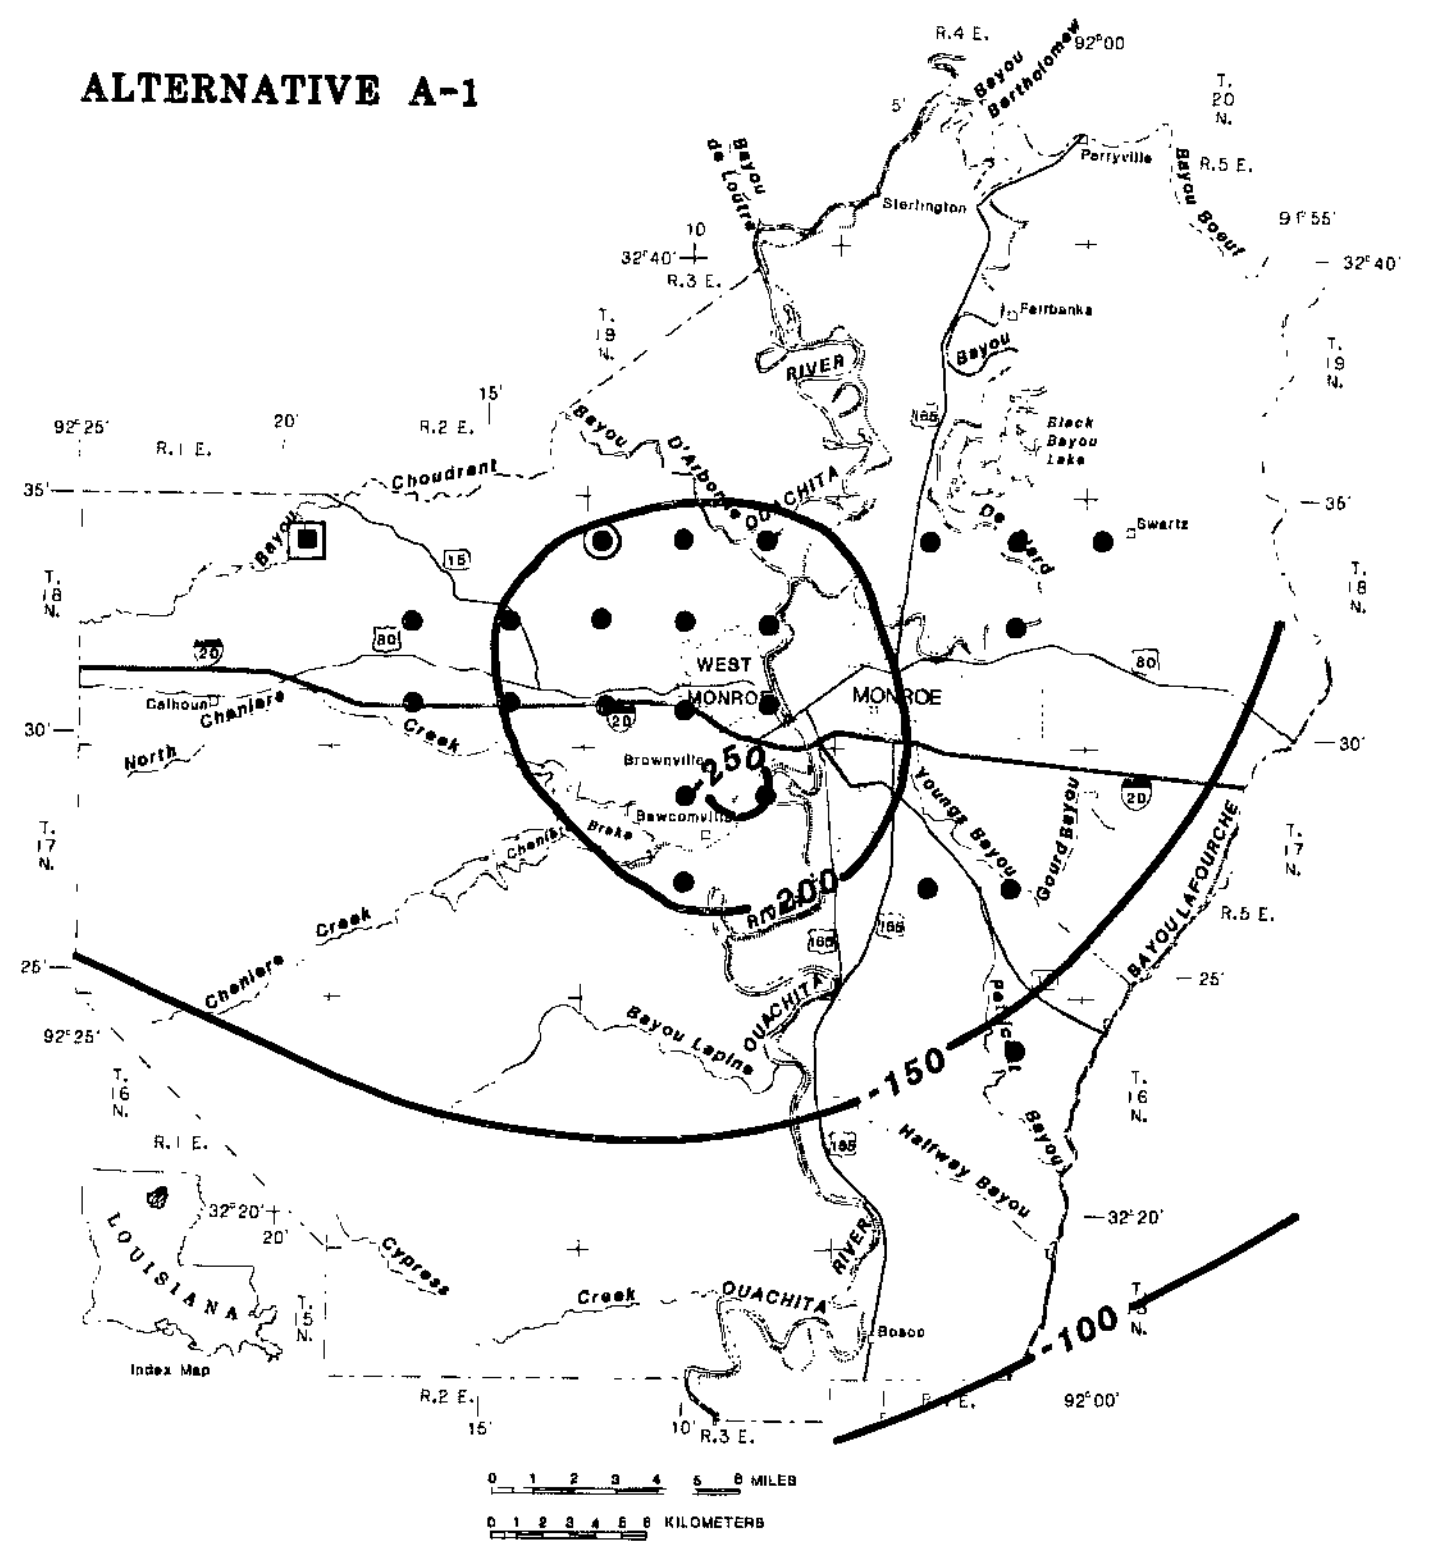 ALTERNATIVE A-1
R.4 E.
92°00
Bayou
Bartholomew
5'
T.
20
N.
Bayou
de Loutre
Perryville
R.5 E.
Bayou Boeuf
Sterlington
91°55'
10
32°40'
R.3 E.
32°40'
T.
19
N.
Fairbanks
Bayou
T.
19
N.
RIVER
15'
20'
92°25'
R.1 E.
R.2 E.
Bayou
D'Arbonne
165
Black
Bayou
Lake
Choudrant
OUACHITA
35'
35'
De Siard
Swartz
Bayou
15
T.
18
N.
T.
18
N.
80
20
WEST
MONROE
MONROE
80
Calhoun
Cheniere
20
Creek
30'
30'
North
Brownville
-250
Youngs Bayou
20
Bawcomville
Gourd Bayou
T.
17
N.
Cheniere
Brake
T.
17
N.
-200
BAYOU LAFOURCHE
R.5 E.
Creek
165
165
25'
Cheniere
25'
OUACHITA
92°25'
Bayou Lapine
-150
T.
16
N.
T.
16
N.
R.1 E.
165
Halfway Bayou
Bayou
32°20'
20'
32°20'
LOUISIANA
Cypress
RIVER
Creek
OUACHITA
T.
15
N.
-100
N.
Bosco
Index Map
R.2 E.
92°00'
15'
10'
R.3 E.
0 1 2 3 4 5 6 MILES
0 1 2 3 4 5 6 KILOMETERS